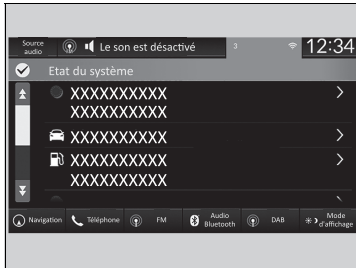 Source
audio
Le son est désactivé
3
12:34
Etat du système
XXXXXXXXXX
XXXXXXXXXX
XXXXXXXXXX
XXXXXXXXXX
XXXXXXXXXX
Navigation
Téléphone
FM
Audio
Bluetooth
DAB
Mode
d'affichage